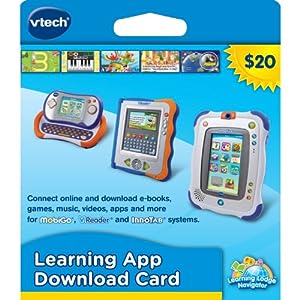 vtech
$20
Connect online and download e-books,
games, music, videos, apps and more
for MobiGo, V.Reader and InnoTab systems.
Learning App
Download Card
Learning Lodge
Navigator